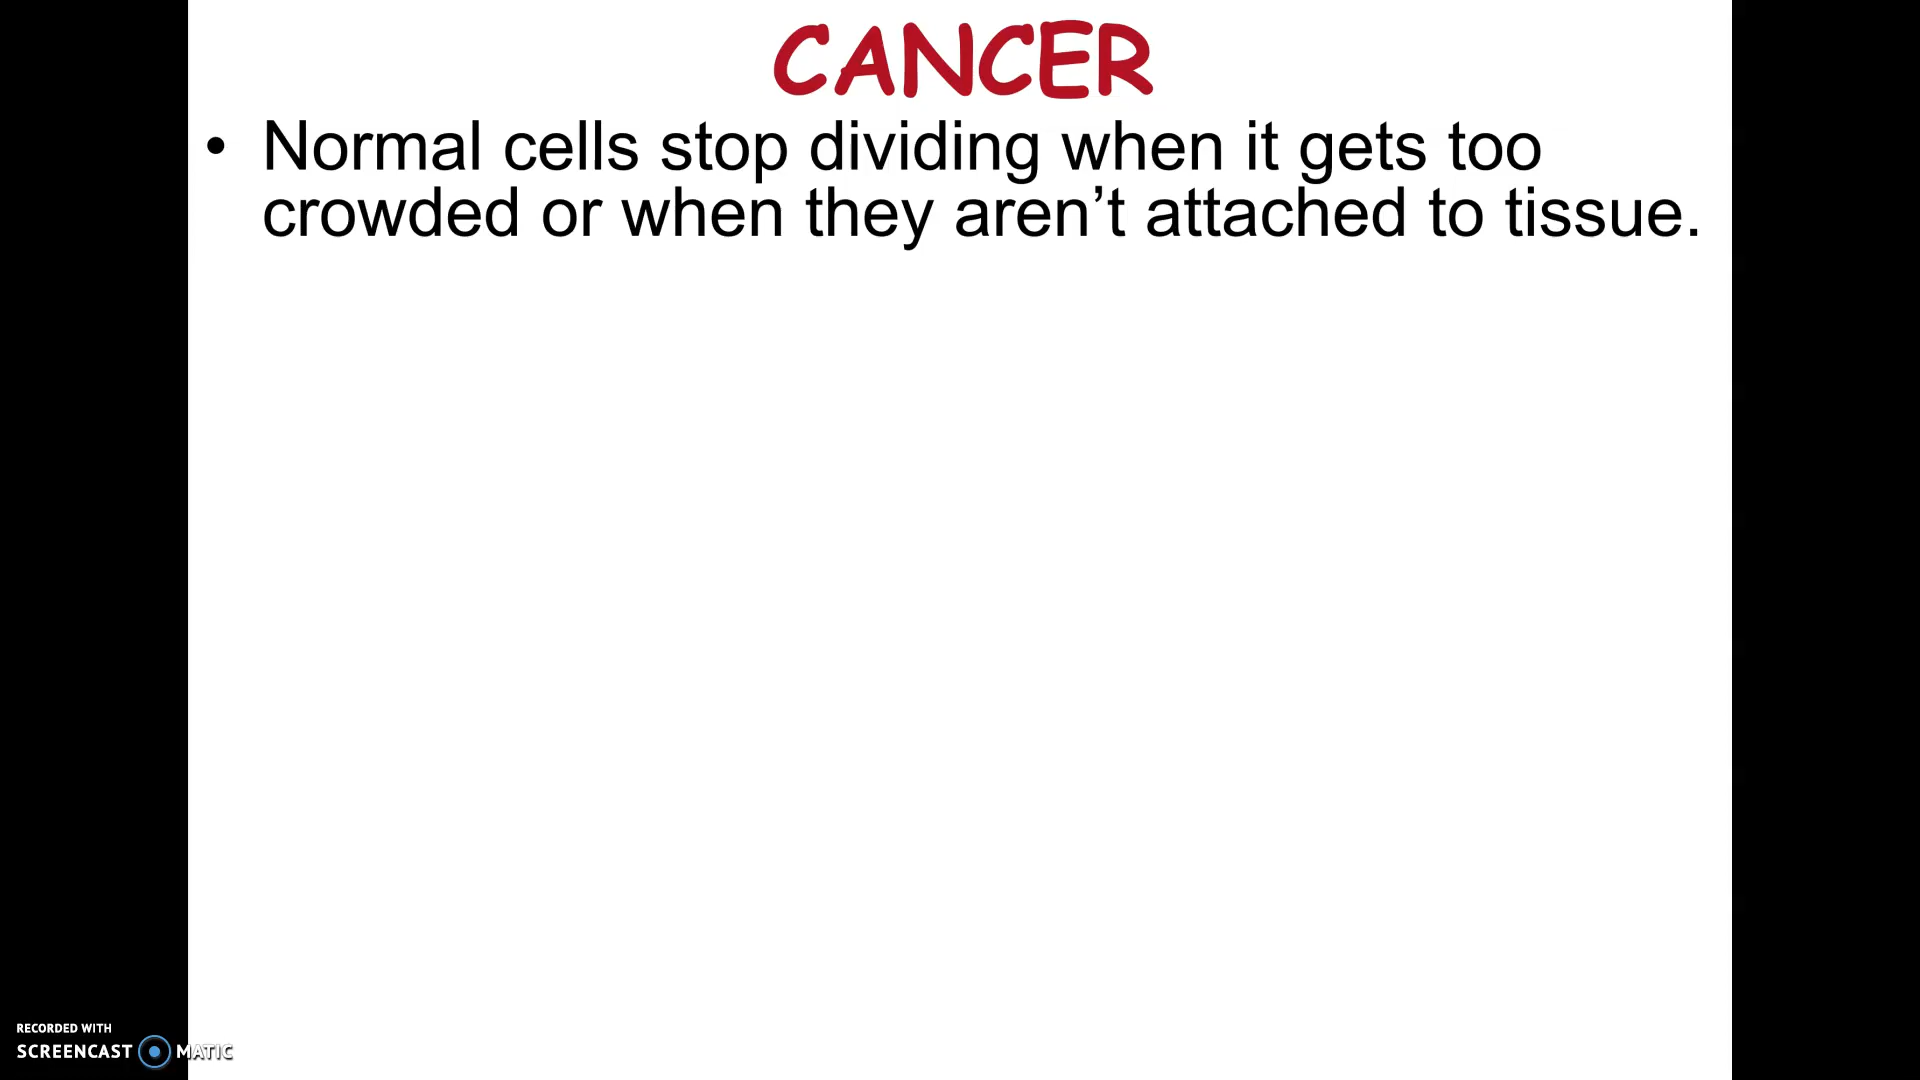 CANCER
• Normal cells stop dividing when it gets too
crowded or when they aren’t attached to tissue.
RECORDED WITH
SCREENCAST MATIC